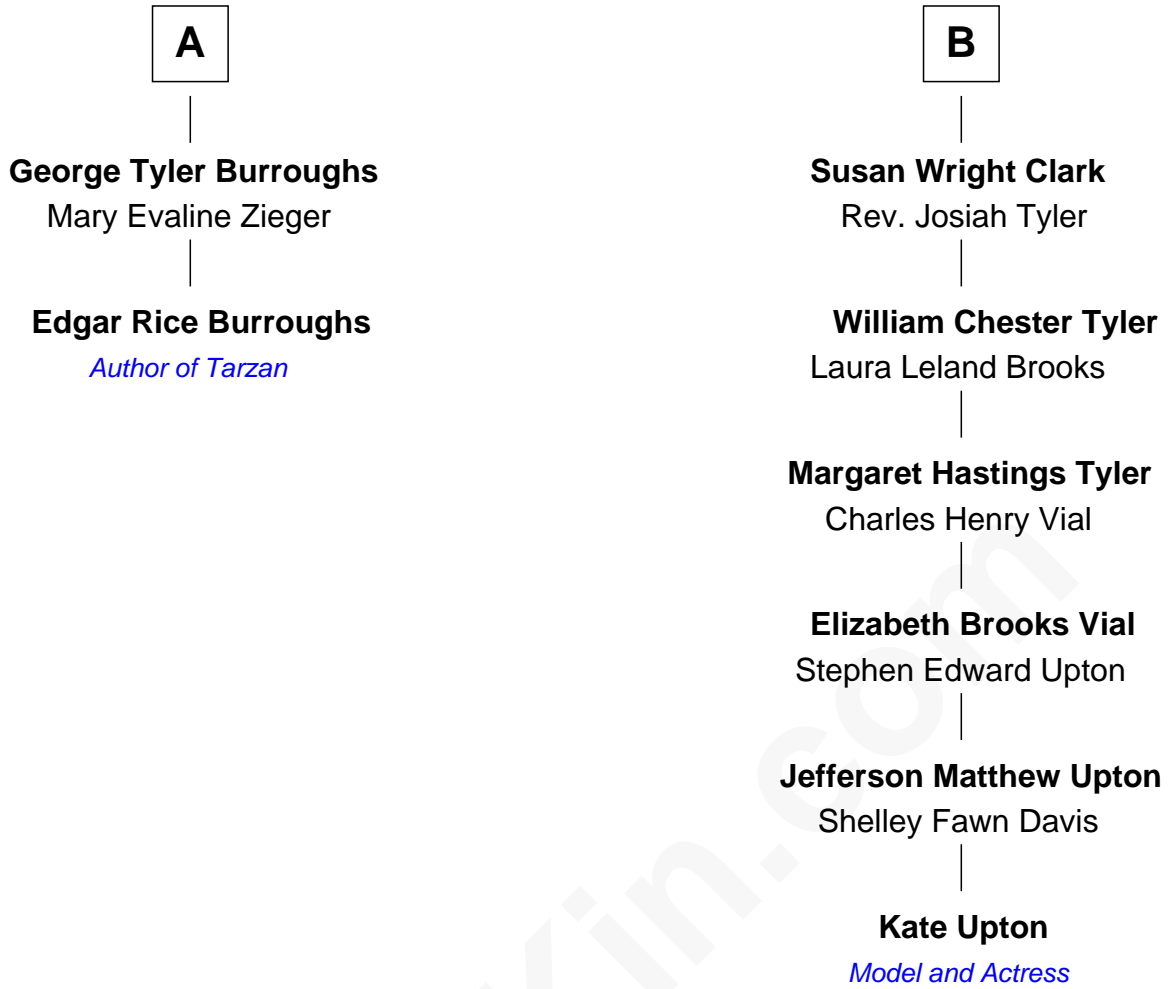 A
George Tyler Burroughs
Mary Evaline Zieger
Edgar Rice Burroughs
Author of Tarzan
B
Susan Wright Clark
Rev. Josiah Tyler
William Chester Tyler
Laura Leland Brooks
Margaret Hastings Tyler
Charles Henry Vial
Elizabeth Brooks Vial
Stephen Edward Upton
Jefferson Matthew Upton
Shelley Fawn Davis
Kate Upton
Model and Actress
Kin.com